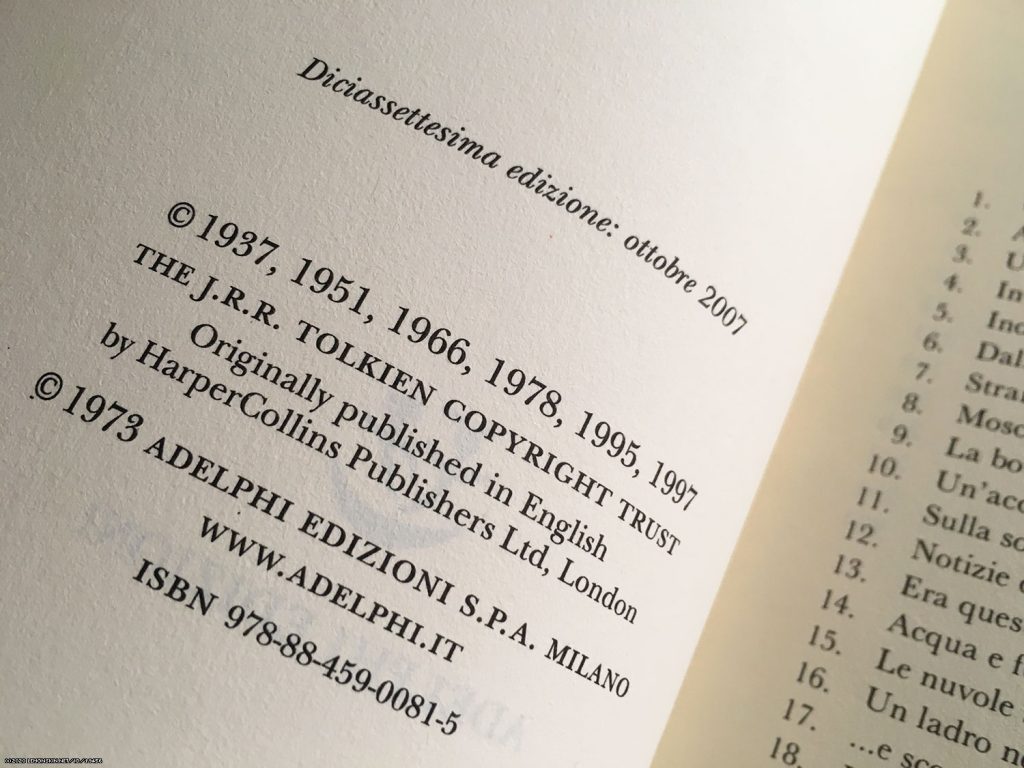 Diciassettesima edizione: ottobre 2007
© 1937, 1951, 1966, 1978, 1995, 1997
THE J.R.R. TOLKIEN COPYRIGHT TRUST
Originally published in English
by HarperCollins Publishers Ltd, London
© 1973 ADELPHI EDIZIONI S.P.A. MILANO
WWW.ADELPHI.IT
ISBN 978-88-459-0081-5
1.
2. A
3. U
4. In
5. Inc
6. Dal
7. Stra
8. Mosc
9. La bo
10. Un'acc
11. Sulla so
12. Notizie
13. Era ques
14. Acqua e f
15. Le nuvole
16. Un ladro n
17. ...e sco
18.